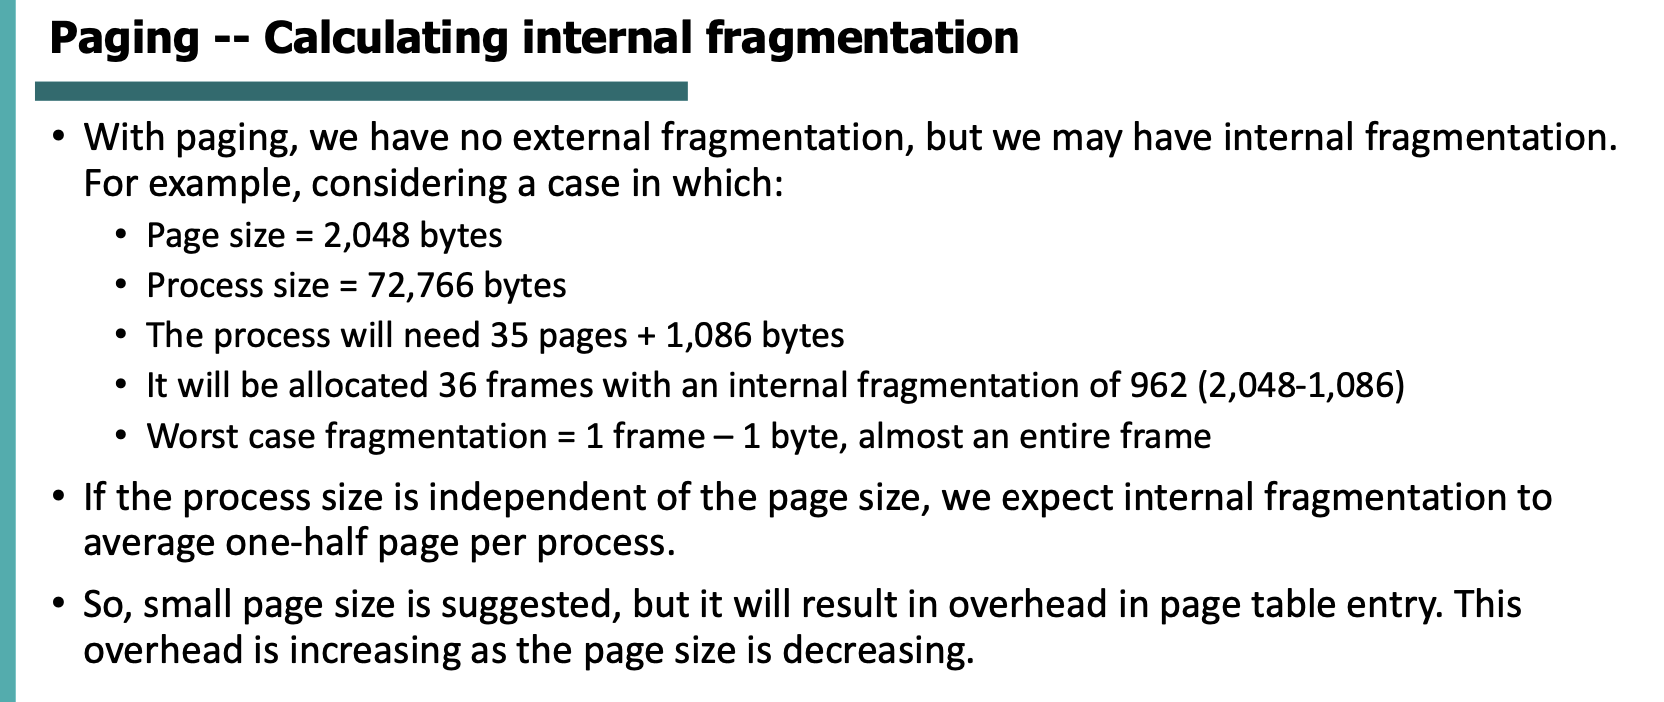 Paging -- Calculating internal fragmentation
• With paging, we have no external fragmentation, but we may have internal fragmentation.
For example, considering a case in which:
• Page size = 2,048 bytes
• Process size = 72,766 bytes
• The process will need 35 pages + 1,086 bytes
• It will be allocated 36 frames with an internal fragmentation of 962 (2,048-1,086)
• Worst case fragmentation = 1 frame – 1 byte, almost an entire frame
• If the process size is independent of the page size, we expect internal fragmentation to
average one-half page per process.
• So, small page size is suggested, but it will result in overhead in page table entry. This
overhead is increasing as the page size is decreasing.